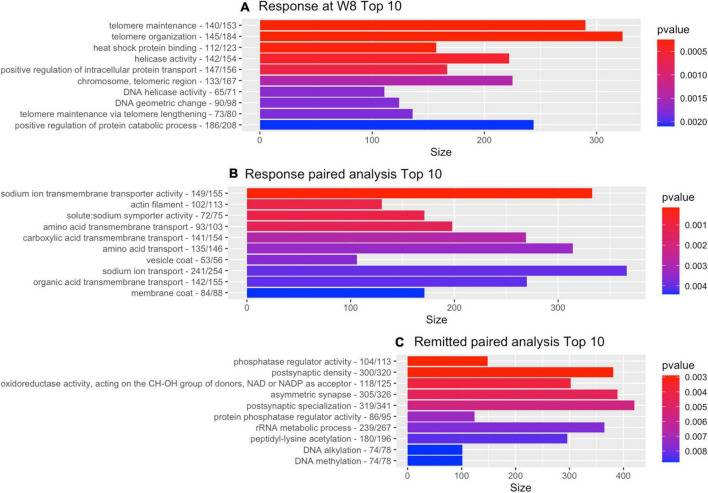 A Response at W8 Top 10
telomere maintenance - 140/153
telomere organization - 145/184
heat shock protein binding - 112/123
helicase activity - 142/154
positive regulation of intracellular protein transport - 147/156
chromosome, telomeric region - 133/167
DNA helicase activity - 65/71
DNA geometric change - 90/98
telomere maintenance via telomere lengthening - 73/80
positive regulation of protein catabolic process - 186/208
0 100 200 300
Size
pvalue
0.0005
0.0010
0.0015
0.0020
B Response paired analysis Top 10
sodium ion transmembrane transporter activity - 149/155
actin filament - 102/113
solute:sodium symporter activity - 72/75
amino acid transmembrane transport - 93/103
carboxylic acid transmembrane transport - 141/154
amino acid transport - 135/146
vesicle coat - 53/56
sodium ion transport - 241/254
organic acid transmembrane transport - 142/155
membrane coat - 84/88
0 100 200 300
Size
pvalue
0.001
0.002
0.003
0.004
C Remitted paired analysis Top 10
phosphatase regulator activity - 104/113
postsynaptic density - 300/320
oxidoreductase activity, acting on the CH-OH group of donors, NAD or NADP as acceptor - 118/125
asymmetric synapse - 305/326
postsynaptic specialization - 319/341
protein phosphatase regulator activity - 86/95
rRNA metabolic process - 239/267
peptidyl-lysine acetylation - 180/196
DNA alkylation - 74/78
DNA methylation - 74/78
0 100 200 300 400
Size
pvalue
0.003
0.004
0.005
0.006
0.007
0.008